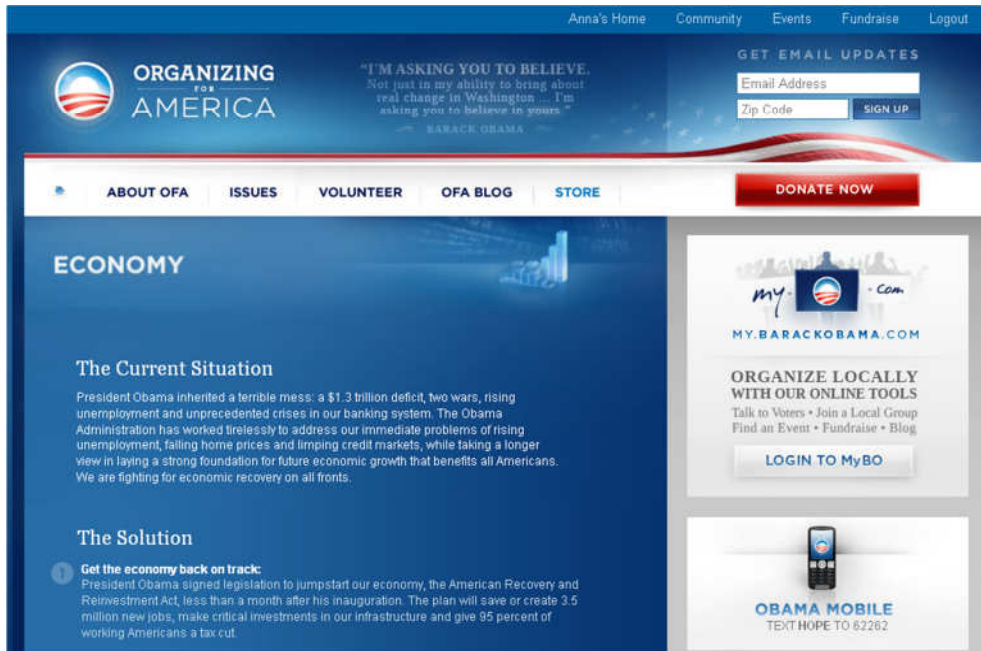 Anna's Home Community Events Fundraise Logout
ORGANIZING
FOR
AMERICA
"I'M ASKING YOU TO BELIEVE.
Not just in my ability to bring about
real change in Washington ... I'm
asking you to believe in yours."
BARACK OBAMA
GET EMAIL UPDATES
Email Address
Zip Code SIGN UP
ABOUT OFA ISSUES VOLUNTEER OFA BLOG STORE DONATE NOW
ECONOMY
The Current Situation
President Obama inherited a terrible mess: a $1.3 trillion deficit, two wars, rising
unemployment and unprecedented crises in our banking system. The Obama
Administration has worked tirelessly to address our immediate problems of rising
unemployment, falling home prices and limping credit markets, while taking a longer
view in laying a strong foundation for future economic growth that benefits all Americans.
We are fighting for economic recovery on all fronts.
The Solution
Get the economy back on track:
President Obama signed legislation to jumpstart our economy, the American Recovery and
Reinvestment Act, less than a month after his inauguration. The plan will save or create 3.5
million new jobs, make critical investments in our infrastructure and give 95 percent of
working Americans a tax cut.
my. .com
MY.BARACKOBAMA.COM
ORGANIZE LOCALLY
WITH OUR ONLINE TOOLS
Talk to Voters • Join a Local Group
Find an Event • Fundraise • Blog
LOGIN TO MyBO
OBAMA MOBILE
TEXT HOPE TO 62262